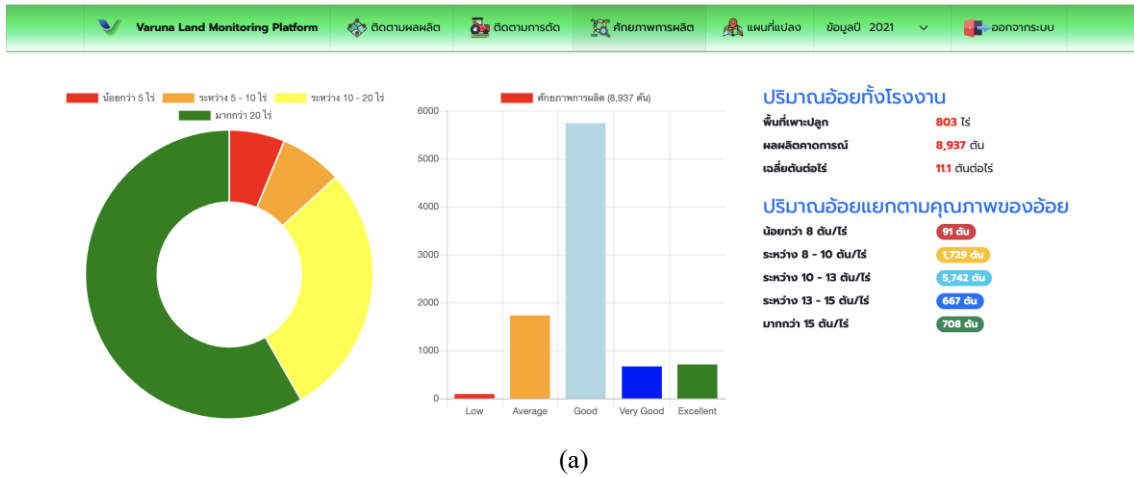 Varuna Land Monitoring Platform ติดตามผลผลิต ติดตามการตัด ศักยภาพการผลิต แผนที่แปลง ข้อมูลปี 2021 ออกจากระบบ
น้อยกว่า 5 ไร่ ระหว่าง 5 - 10 ไร่ ระหว่าง 10 - 20 ไร่
มากกว่า 20 ไร่
ศักยภาพการผลิต (8,937 ตัน)
6000
5000
4000
3000
2000
1000
0
Low Average Good Very Good Excellent
ปริมาณอ้อยทั้งโรงงาน
พื้นที่เพาะปลูก 803 ไร่
ผลผลิตคาดการณ์ 8,937 ตัน
เฉลี่ยตันต่อไร่ 11.1 ตันต่อไร่
ปริมาณอ้อยแยกตามคุณภาพของอ้อย
น้อยกว่า 8 ตัน/ไร่ 91 ตัน
ระหว่าง 8 - 10 ตัน/ไร่ 1,729 ตัน
ระหว่าง 10 - 13 ตัน/ไร่ 5,742 ตัน
ระหว่าง 13 - 15 ตัน/ไร่ 667 ตัน
มากกว่า 15 ตัน/ไร่ 708 ตัน
(a)